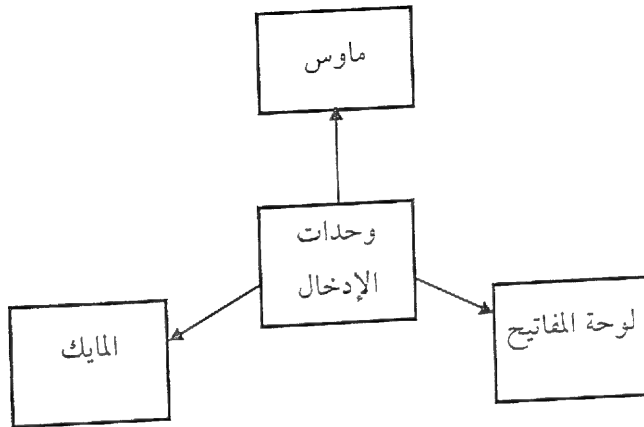 ماوس
وحدات
الإدخال
لوحة المفاتيح
المايك